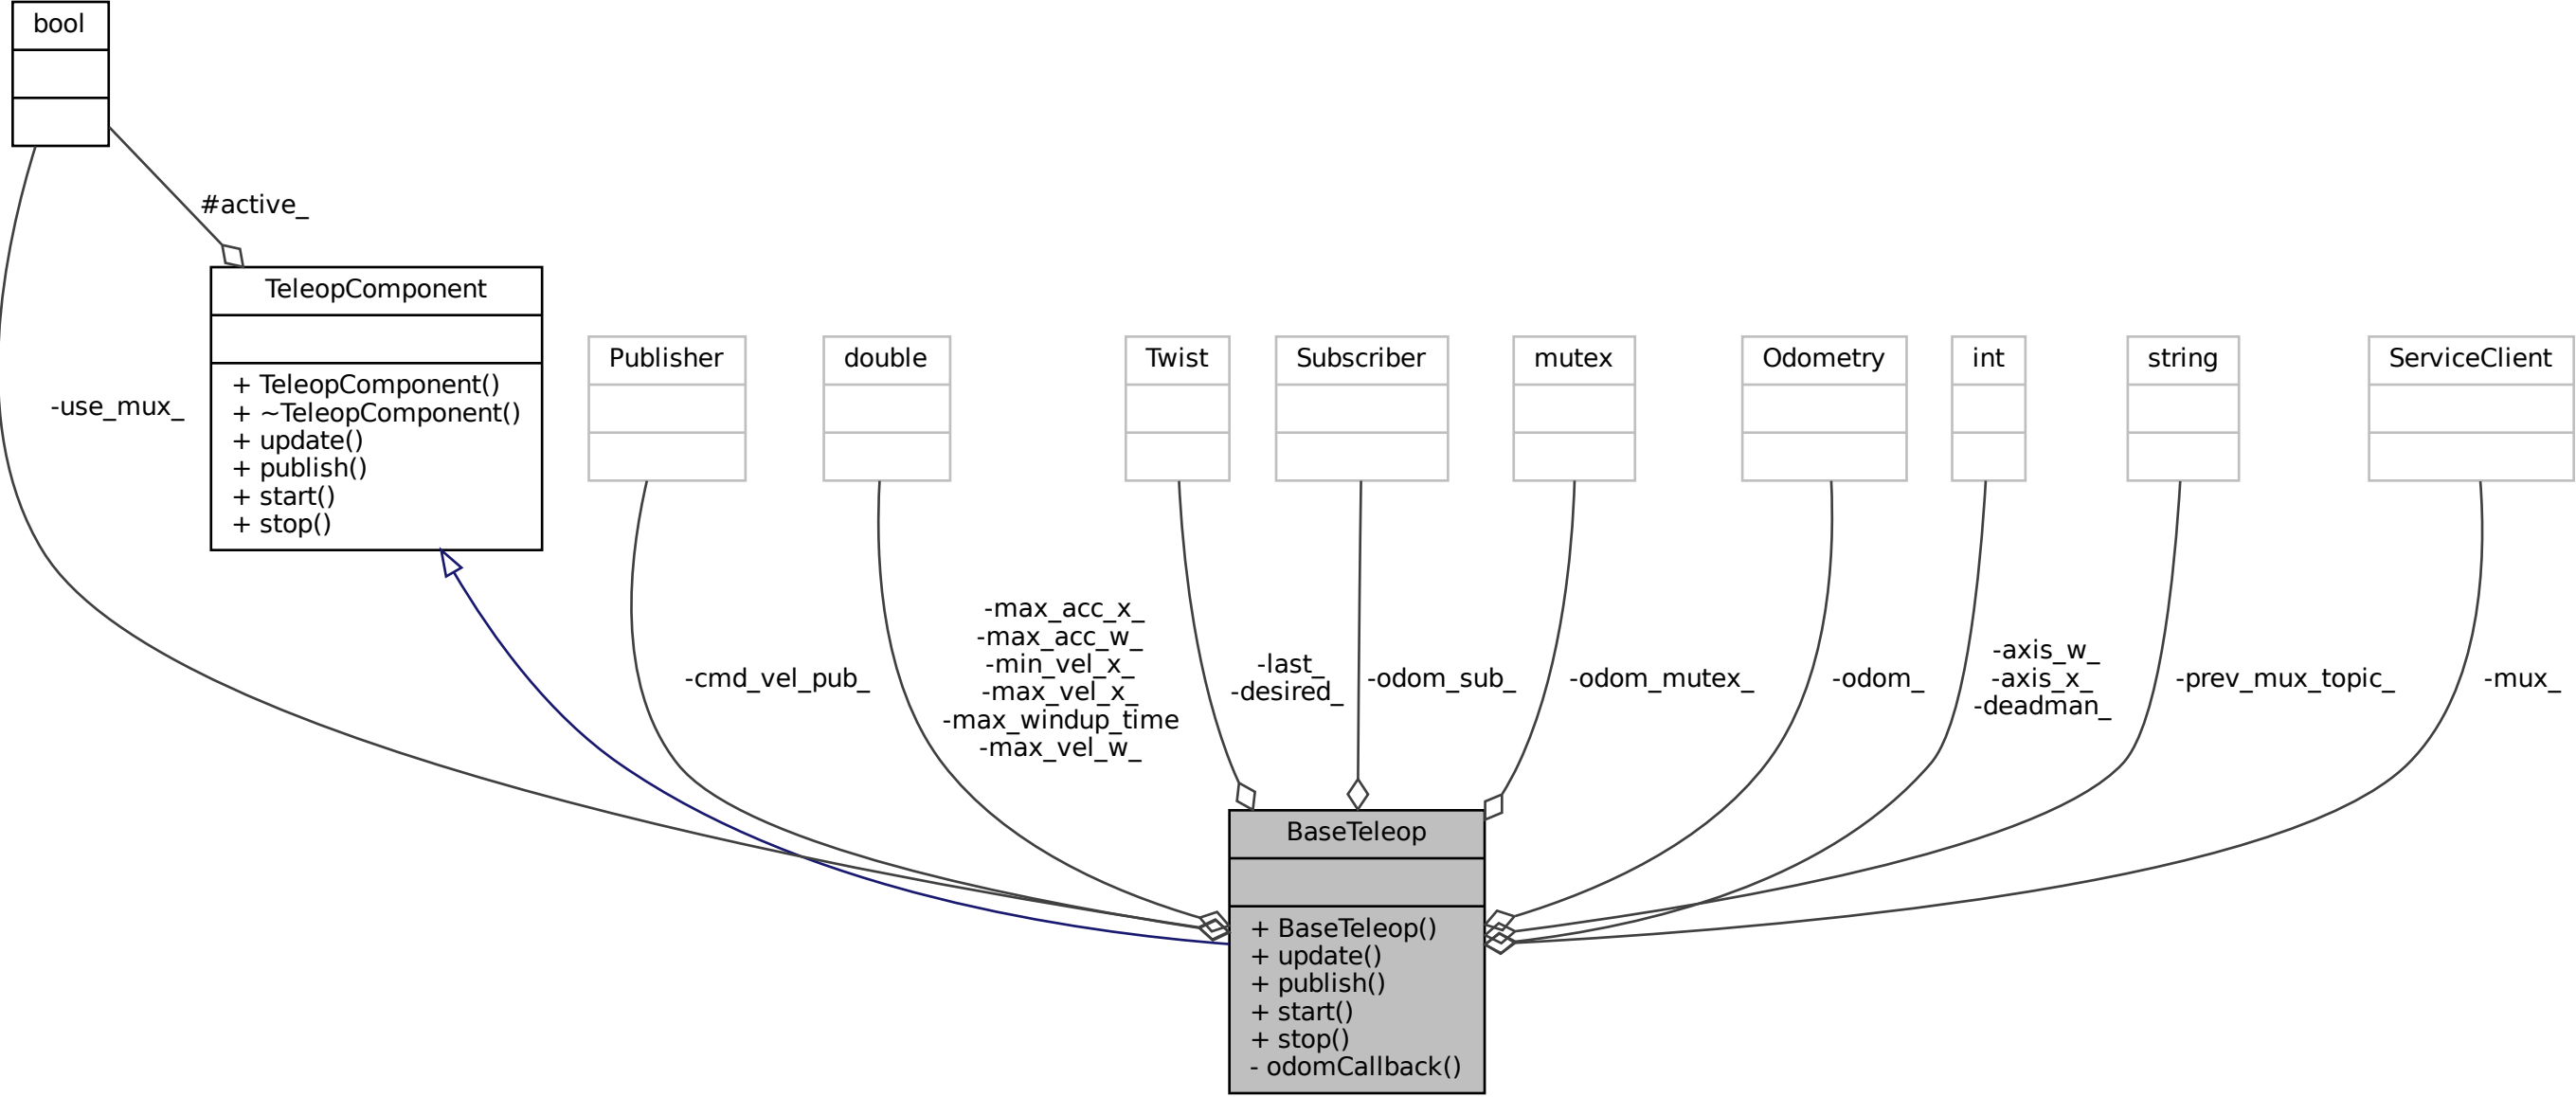 bool
#active_
-use_mux_
TeleopComponent
+ TeleopComponent()
+ ~TeleopComponent()
+ update()
+ publish()
+ start()
+ stop()
Publisher
double
Twist
Subscriber
mutex
Odometry
int
string
ServiceClient
-cmd_vel_pub_
-max_acc_x_
-max_acc_w_
-min_vel_x_
-max_vel_x_
-max_windup_time
-max_vel_w_
-last_
-desired_
-odom_sub_
-odom_mutex_
-odom_
-axis_w_
-axis_x_
-deadman_
-prev_mux_topic_
-mux_
BaseTeleop
+ BaseTeleop()
+ update()
+ publish()
+ start()
+ stop()
- odomCallback()